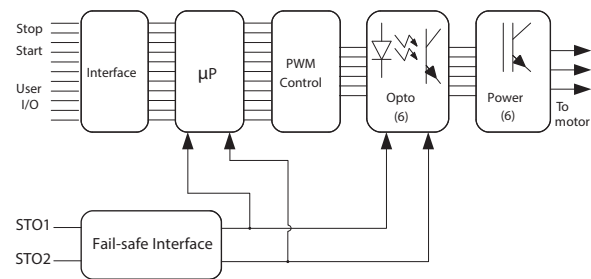 Stop
Start
User
I/O
Interface
µP
PWM
Control
Opto
(6)
Power
(6)
To
motor
STO1
STO2
Fail-safe Interface